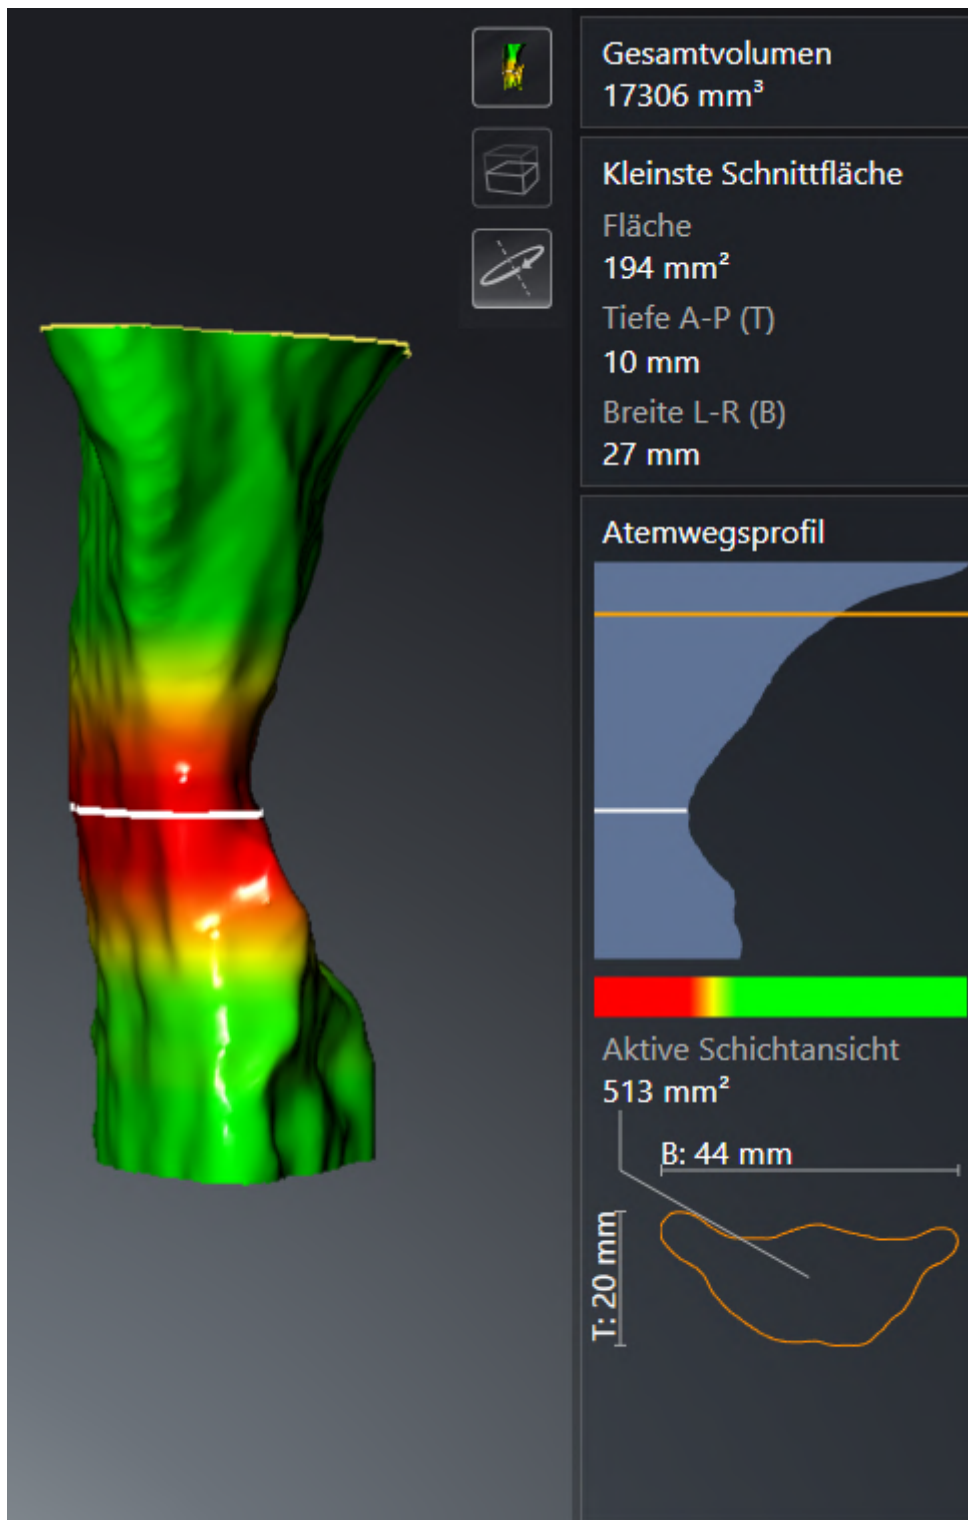 Gesamtvolumen
17306 mm³
Kleinste Schnittfläche
Fläche
194 mm²
Tiefe A-P (T)
10 mm
Breite L-R (B)
27 mm
Atemwegsprofil
Aktive Schichtansicht
513 mm²
B: 44 mm
T: 20 mm